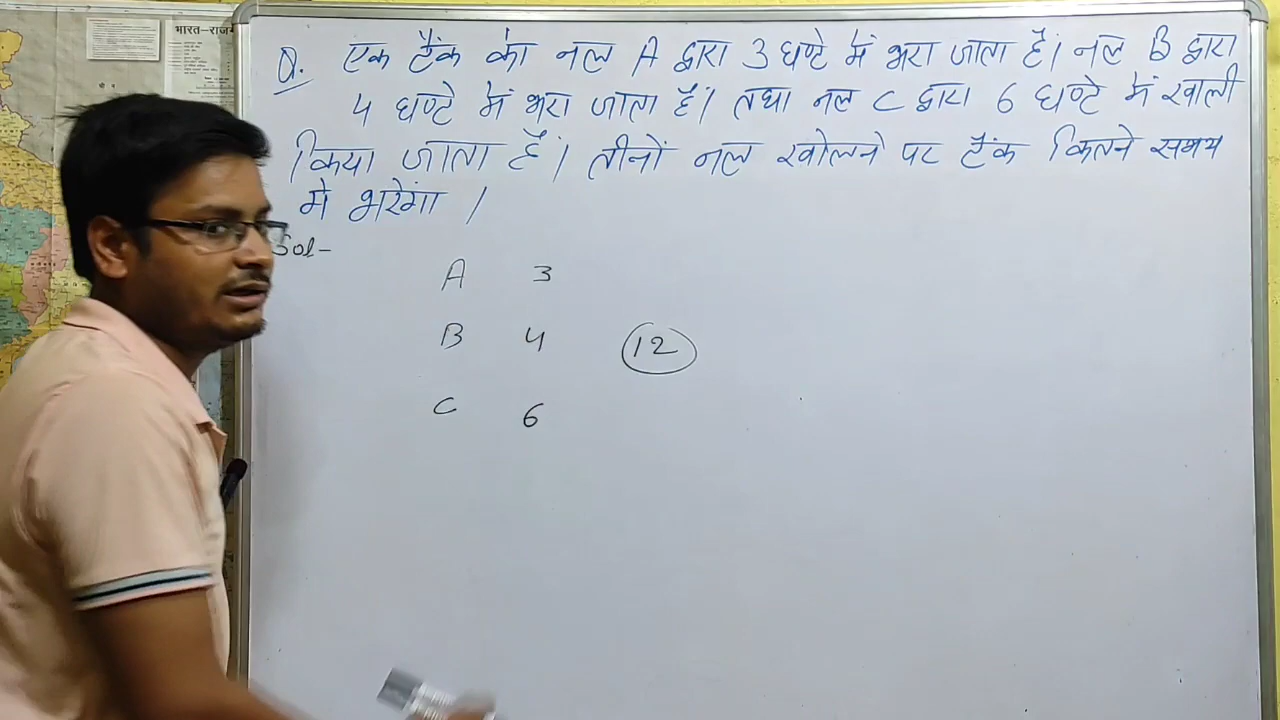 भारत-राज
Q. एक टैंक को नल A द्वारा 3 घण्टे में भरा जाता है। नल B द्वारा
4 घण्टे में भरा जाता है। तथा नल C द्वारा 6 घण्टे में खाली
किया जाता है। तीनों नल खोलने पर टैंक कितने समय
में भरेगा।
Sol-
A 3
B 4 12
C 6